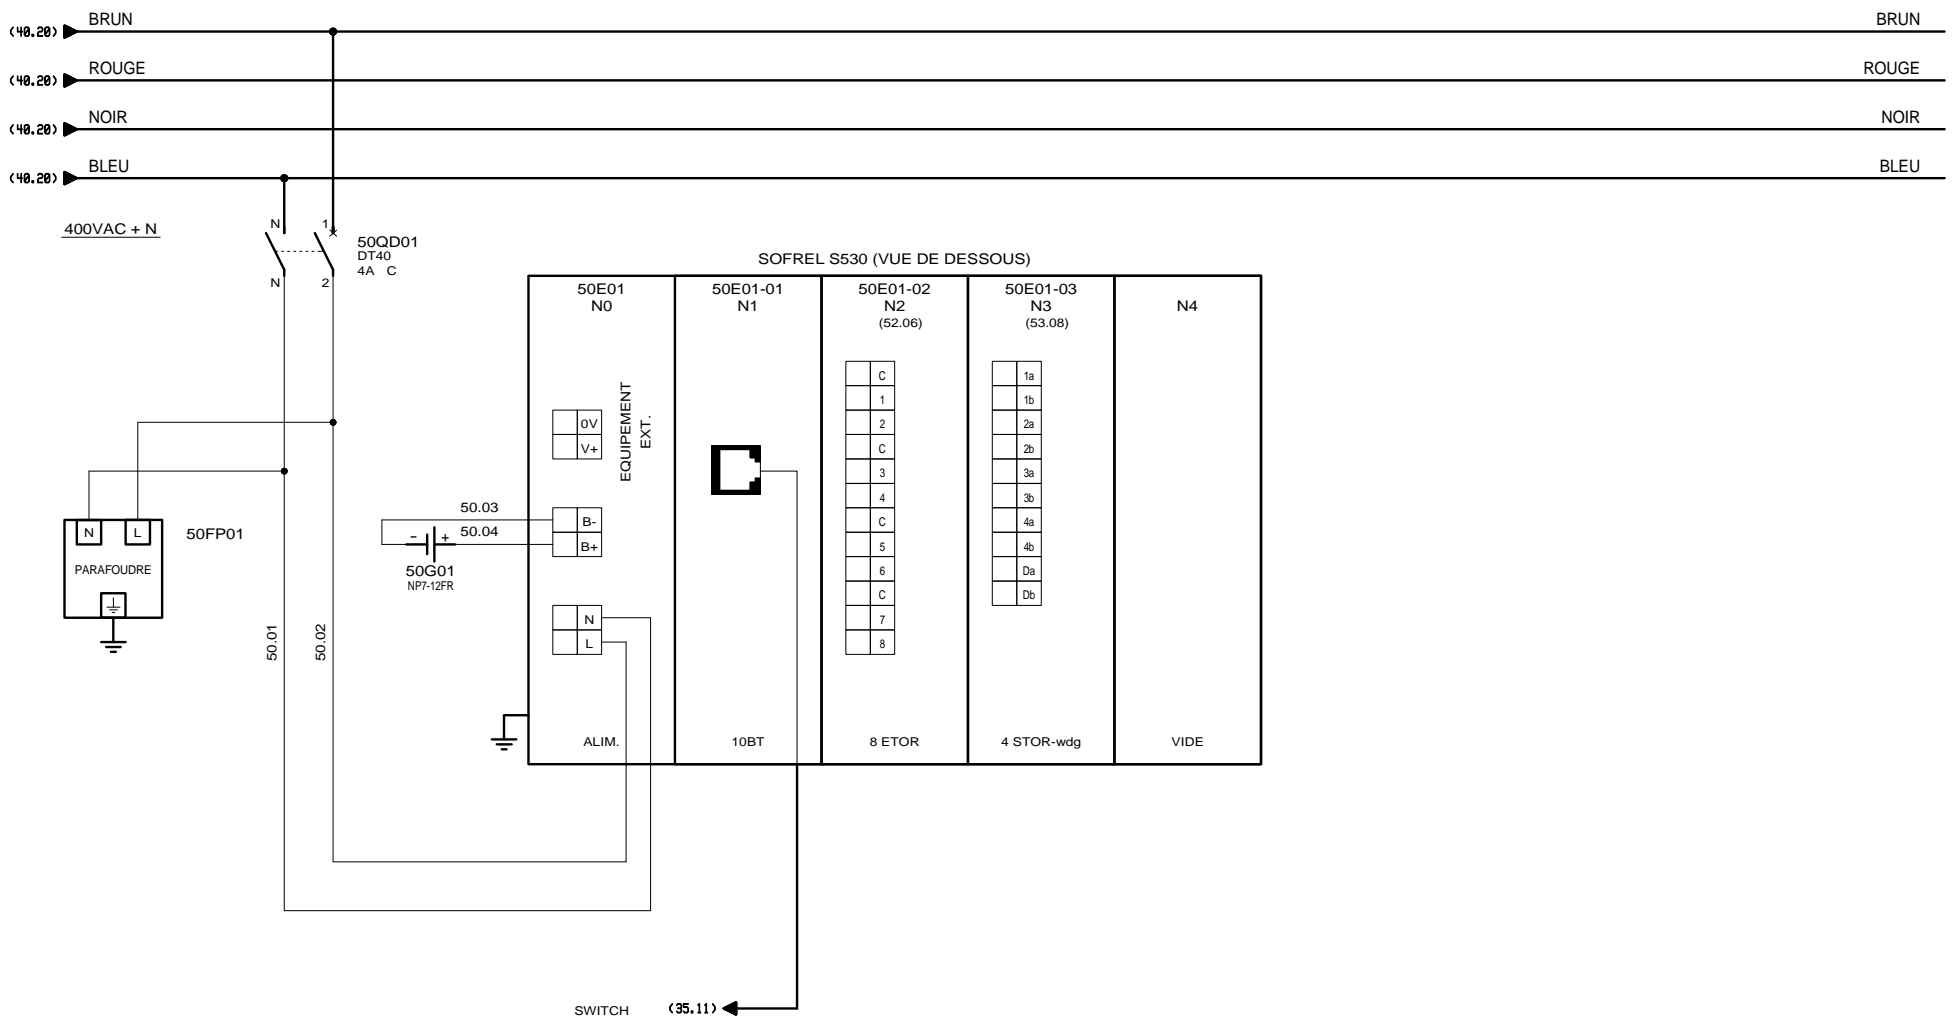 BRUN BRUN
(40.20)
ROUGE ROUGE
(40.20)
NOIR NOIR
(40.20)
BLEU BLEU
(40.20)
400VAC + N
N 1
50QD01
DT40
4A C
N 2
SOFREL S530 (VUE DE DESSOUS)
50E01
N0
50E01-01
N1
50E01-02
N2
(52.06)
50E01-03
N3
(53.08)
N4
EQUIPEMENT
EXT.
0V
V+
50.03
50.04
B-
B+
- +
50G01
NP7-12FR
N
L
C
1
2
C
3
4
C
5
6
C
7
8
1a
1b
2a
2b
3a
3b
4a
4b
Da
Db
N L
50FP01
PARAFOUDRE
50.01
50.02
ALIM.
10BT
8 ETOR
4 STOR-wdg
VIDE
SWITCH (35.11)